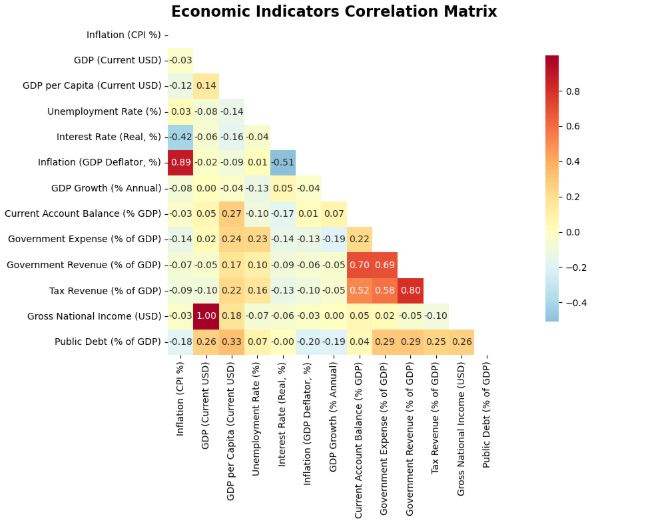 Economic Indicators Correlation Matrix
Inflation (CPI %)
GDP (Current USD) -0.03
GDP per Capita (Current USD) -0.12 0.14
Unemployment Rate (%) 0.03 -0.08 -0.14
Interest Rate (Real, %) -0.42 -0.06 -0.16 -0.04
Inflation (GDP Deflator, %) 0.89 -0.02 -0.09 0.01 -0.51
GDP Growth (% Annual) -0.08 0.00 -0.04 -0.13 0.05 -0.04
Current Account Balance (% GDP) -0.03 0.05 0.27 -0.10 -0.17 0.01 0.07
Government Expense (% of GDP) -0.14 0.02 0.24 0.23 -0.14 -0.13 -0.19 0.22
Government Revenue (% of GDP) -0.07 -0.05 0.17 0.10 -0.09 -0.06 -0.05 0.70 0.69
Tax Revenue (% of GDP) -0.09 -0.10 0.22 0.16 -0.13 -0.10 -0.05 0.52 0.58 0.80
Gross National Income (USD) -0.03 1.00 0.18 -0.07 -0.06 -0.03 0.00 0.05 0.02 -0.05 -0.10
Public Debt (% of GDP) -0.18 0.26 0.33 0.07 -0.00 -0.20 -0.19 0.04 0.29 0.29 0.25 0.26
Inflation (CPI %)
GDP (Current USD)
GDP per Capita (Current USD)
Unemployment Rate (%)
Interest Rate (Real, %)
Inflation (GDP Deflator, %)
GDP Growth (% Annual)
Current Account Balance (% GDP)
Government Expense (% of GDP)
Government Revenue (% of GDP)
Tax Revenue (% of GDP)
Gross National Income (USD)
Public Debt (% of GDP)
0.8
0.6
0.4
0.2
0.0
−0.2
−0.4